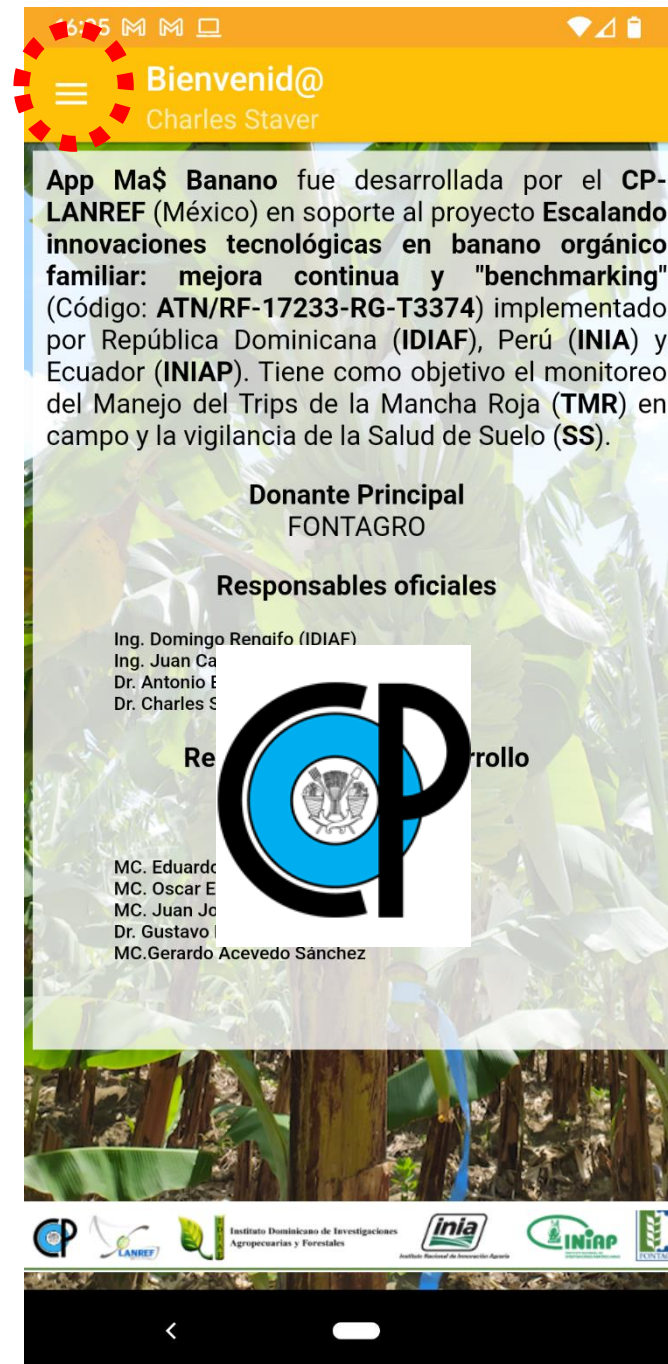 Bienvenid@
Charles Staver
App Ma$ Banano fue desarrollada por el CP-
LANREF (México) en soporte al proyecto Escalando
innovaciones tecnológicas en banano orgánico
familiar: mejora continua y "benchmarking"
(Código: ATN/RF-17233-RG-T3374) implementado
por República Dominicana (IDIAF), Perú (INIA) y
Ecuador (INIAP). Tiene como objetivo el monitoreo
del Manejo del Trips de la Mancha Roja (TMR) en
campo y la vigilancia de la Salud de Suelo (SS).
Donante Principal
FONTAGRO
Responsables oficiales
Ing. Domingo Rengifo (IDIAF)
Ing. Juan Ca
Dr. Antonio
Dr. Charles S
Re rrollo
CP
MC. Eduardo
MC. Oscar E
MC. Juan Jo
Dr. Gustavo
MC.Gerardo Acevedo Sánchez
CP LANREF Instituto Dominicano de Investigaciones inia INIAP
Agropecuarias y Forestales
Instituto Nacional de Innovación Agraria